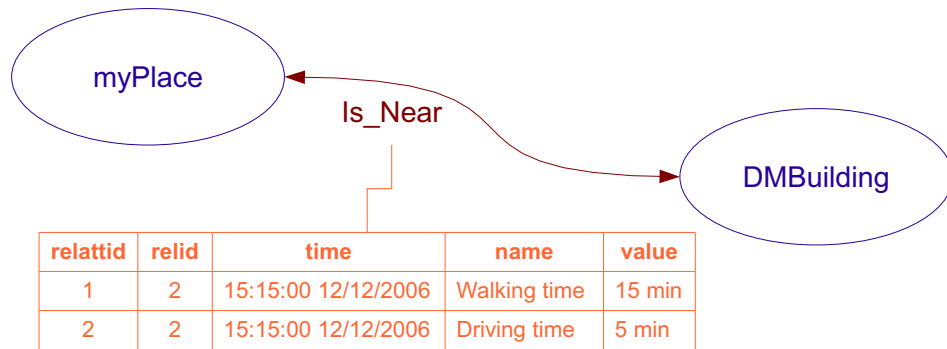 myPlace
Is_Near
DMBuilding
relattid relid time name value
1 2 15:15:00 12/12/2006 Walking time 15 min
2 2 15:15:00 12/12/2006 Driving time 5 min